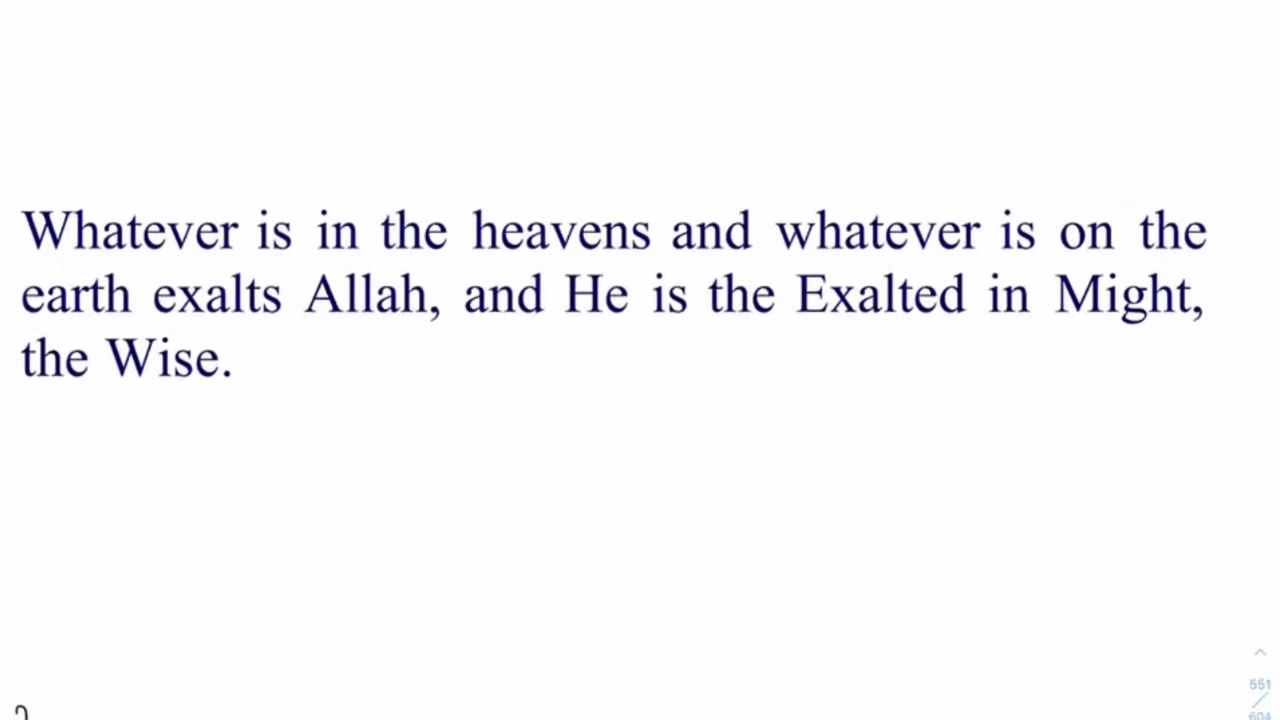 Whatever is in the heavens and whatever is on the
earth exalts Allah, and He is the Exalted in Might,
the Wise.
551
604